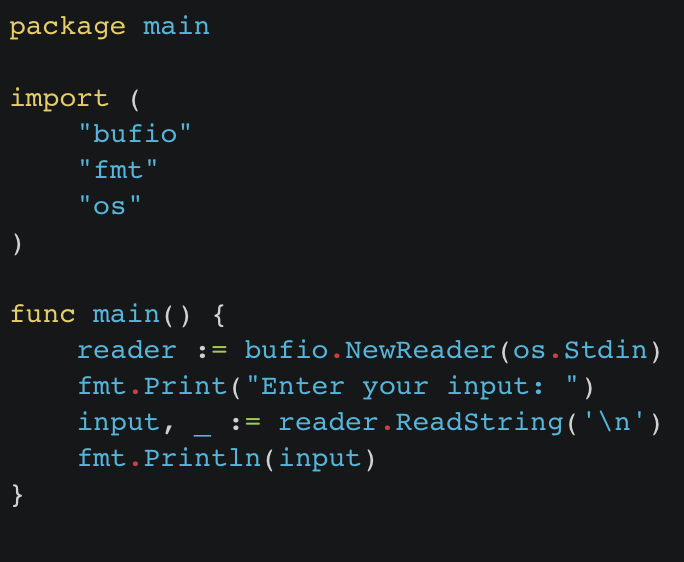 package main
import (
"bufio"
"fmt"
"os"
)
func main() {
reader := bufio.NewReader(os.Stdin)
fmt.Print("Enter your input: ")
input, _ := reader.ReadString('\n')
fmt.Println(input)
}